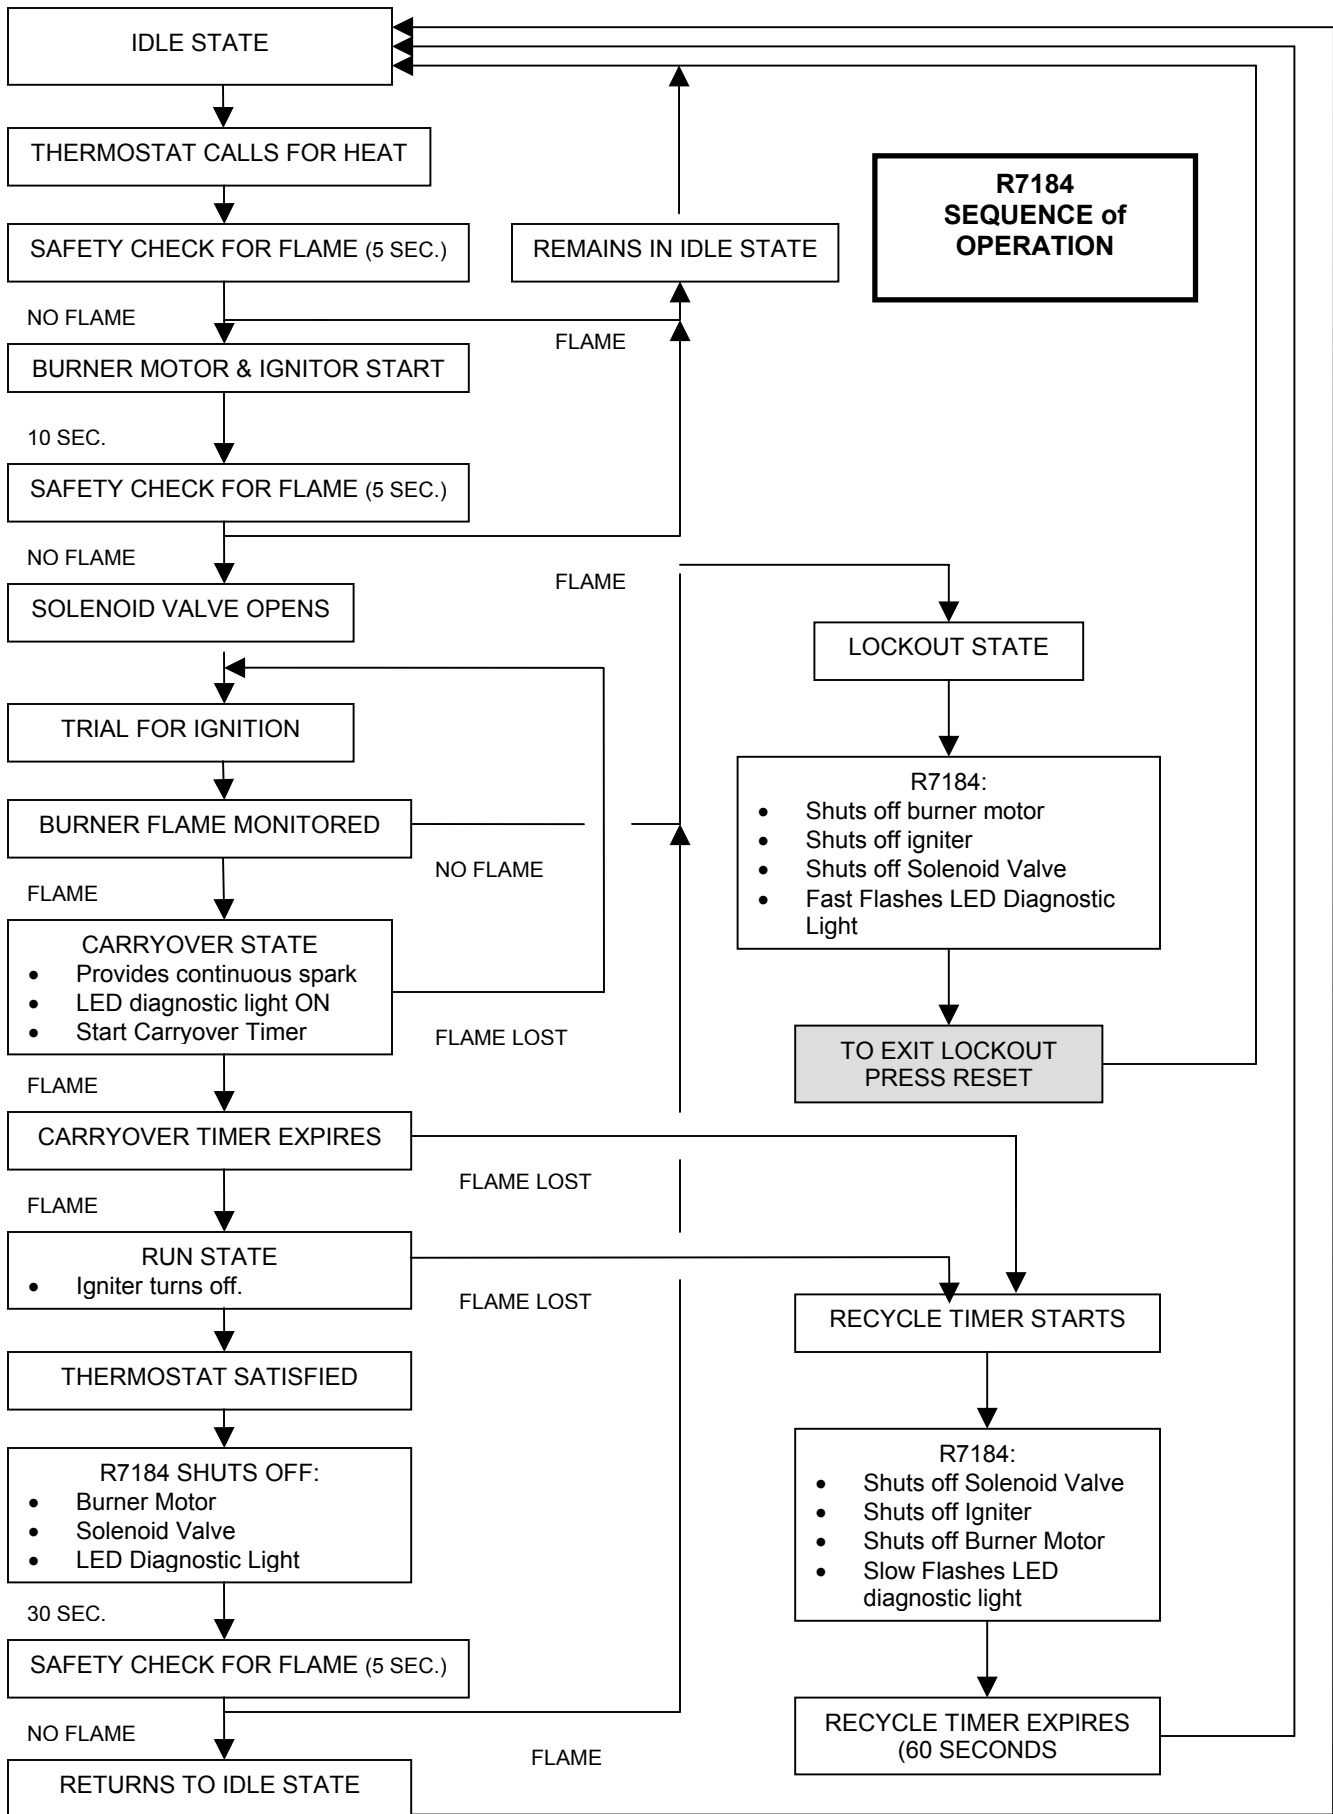 IDLE STATE
THERMOSTAT CALLS FOR HEAT
R7184
SEQUENCE of
OPERATION
SAFETY CHECK FOR FLAME (5 SEC.)
REMAINS IN IDLE STATE
NO FLAME
FLAME
BURNER MOTOR & IGNITOR START
10 SEC.
SAFETY CHECK FOR FLAME (5 SEC.)
NO FLAME
FLAME
SOLENOID VALVE OPENS
LOCKOUT STATE
TRIAL FOR IGNITION
R7184:
• Shuts off burner motor
• Shuts off igniter
• Shuts off Solenoid Valve
• Fast Flashes LED Diagnostic
Light
BURNER FLAME MONITORED
NO FLAME
FLAME
CARRYOVER STATE
• Provides continuous spark
• LED diagnostic light ON
• Start Carryover Timer
FLAME LOST
TO EXIT LOCKOUT
PRESS RESET
FLAME
CARRYOVER TIMER EXPIRES
FLAME LOST
FLAME
RUN STATE
• Igniter turns off.
FLAME LOST
RECYCLE TIMER STARTS
THERMOSTAT SATISFIED
R7184 SHUTS OFF:
• Burner Motor
• Solenoid Valve
• LED Diagnostic Light
R7184:
• Shuts off Solenoid Valve
• Shuts off Igniter
• Shuts off Burner Motor
• Slow Flashes LED
diagnostic light
30 SEC.
SAFETY CHECK FOR FLAME (5 SEC.)
RECYCLE TIMER EXPIRES
(60 SECONDS
NO FLAME
FLAME
RETURNS TO IDLE STATE